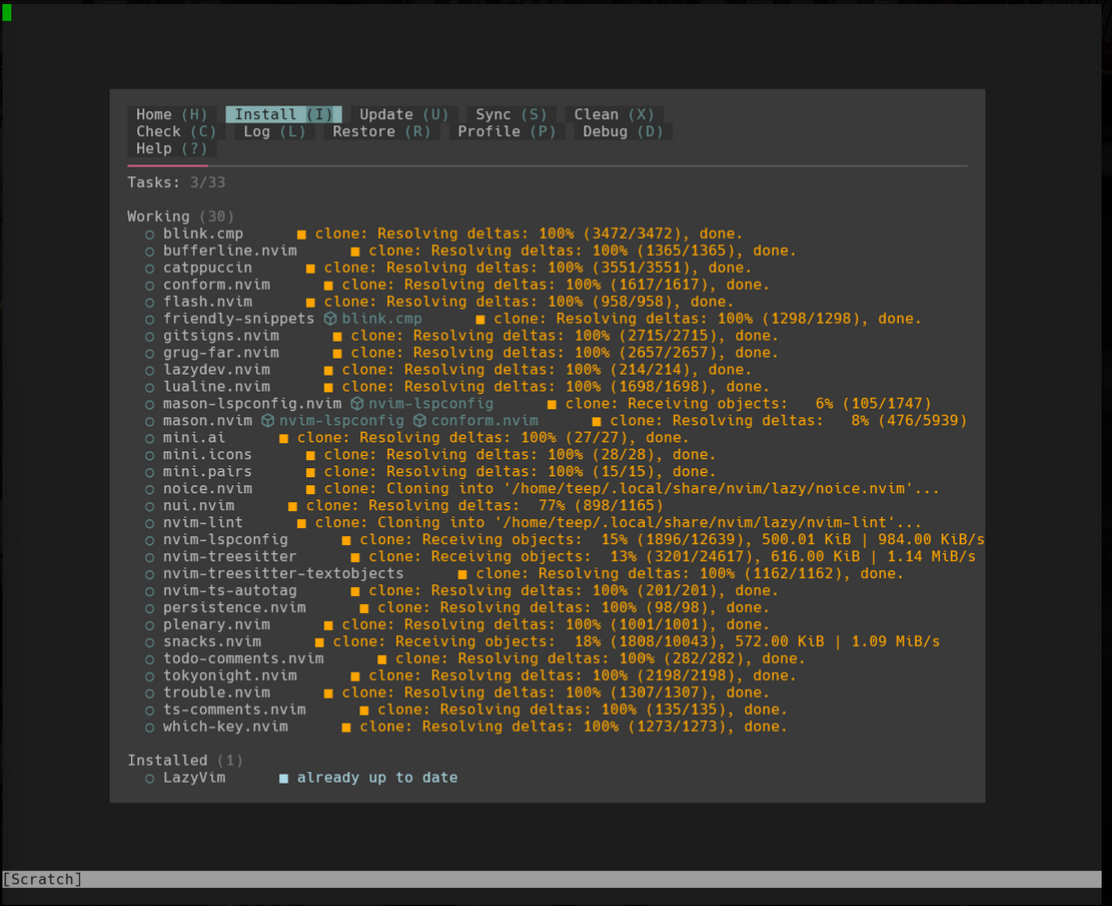 Home (H) Install (I) Update (U) Sync (S) Clean (X)
Check (C) Log (L) Restore (R) Profile (P) Debug (D)
Help (?)
Tasks: 3/33
Working (30)
○ blink.cmp ■ clone: Resolving deltas: 100% (3472/3472), done.
○ bufferline.nvim ■ clone: Resolving deltas: 100% (1365/1365), done.
○ catppuccin ■ clone: Resolving deltas: 100% (3551/3551), done.
○ conform.nvim ■ clone: Resolving deltas: 100% (1617/1617), done.
○ flash.nvim ■ clone: Resolving deltas: 100% (958/958), done.
○ friendly-snippets blink.cmp ■ clone: Resolving deltas: 100% (1298/1298), done.
○ gitsigns.nvim ■ clone: Resolving deltas: 100% (2715/2715), done.
○ grug-far.nvim ■ clone: Resolving deltas: 100% (2657/2657), done.
○ lazydev.nvim ■ clone: Resolving deltas: 100% (214/214), done.
○ lualine.nvim ■ clone: Resolving deltas: 100% (1698/1698), done.
○ mason-lspconfig.nvim nvim-lspconfig ■ clone: Receiving objects: 6% (105/1747)
○ mason.nvim nvim-lspconfig conform.nvim ■ clone: Resolving deltas: 8% (476/5939)
○ mini.ai ■ clone: Resolving deltas: 100% (27/27), done.
○ mini.icons ■ clone: Resolving deltas: 100% (28/28), done.
○ mini.pairs ■ clone: Resolving deltas: 100% (15/15), done.
○ noice.nvim ■ clone: Cloning into '/home/teep/.local/share/nvim/lazy/noice.nvim'...
○ nui.nvim ■ clone: Resolving deltas: 77% (898/1165)
○ nvim-lint ■ clone: Cloning into '/home/teep/.local/share/nvim/lazy/nvim-lint'...
○ nvim-lspconfig ■ clone: Receiving objects: 15% (1896/12639), 500.01 KiB | 984.00 KiB/s
○ nvim-treesitter ■ clone: Receiving objects: 13% (3201/24617), 616.00 KiB | 1.14 MiB/s
○ nvim-treesitter-textobjects ■ clone: Resolving deltas: 100% (1162/1162), done.
○ nvim-ts-autotag ■ clone: Resolving deltas: 100% (201/201), done.
○ persistence.nvim ■ clone: Resolving deltas: 100% (98/98), done.
○ plenary.nvim ■ clone: Resolving deltas: 100% (1001/1001), done.
○ snacks.nvim ■ clone: Receiving objects: 18% (1808/10043), 572.00 KiB | 1.09 MiB/s
○ todo-comments.nvim ■ clone: Resolving deltas: 100% (282/282), done.
○ tokyonight.nvim ■ clone: Resolving deltas: 100% (2198/2198), done.
○ trouble.nvim ■ clone: Resolving deltas: 100% (1307/1307), done.
○ ts-comments.nvim ■ clone: Resolving deltas: 100% (135/135), done.
○ which-key.nvim ■ clone: Resolving deltas: 100% (1273/1273), done.
Installed (1)
○ LazyVim ■ already up to date
[Scratch]